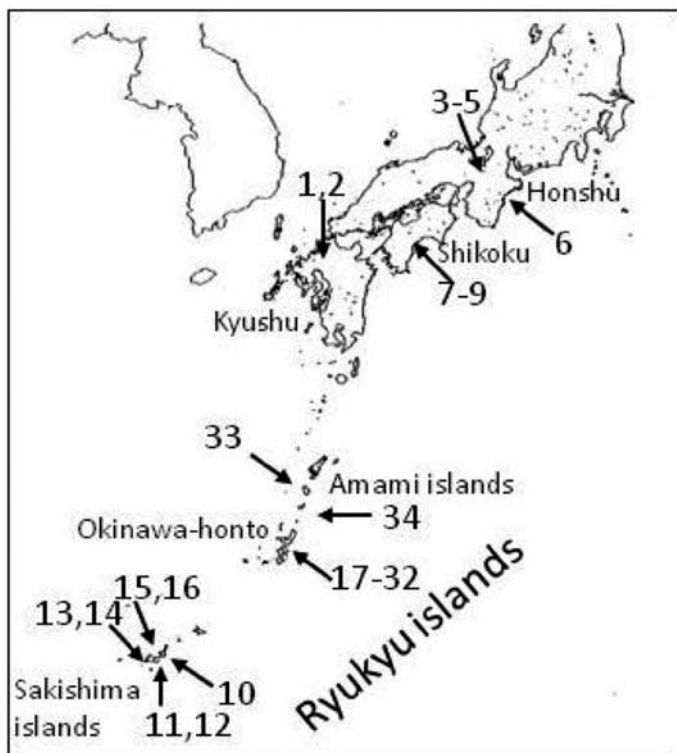 3-5
1,2
Honshu
6
Shikoku
7-9
Kyushu
33
Amami islands
34
Okinawa-honto
17-32
Ryukyu islands
15,16
13,14
10
Sakishima
islands
11,12